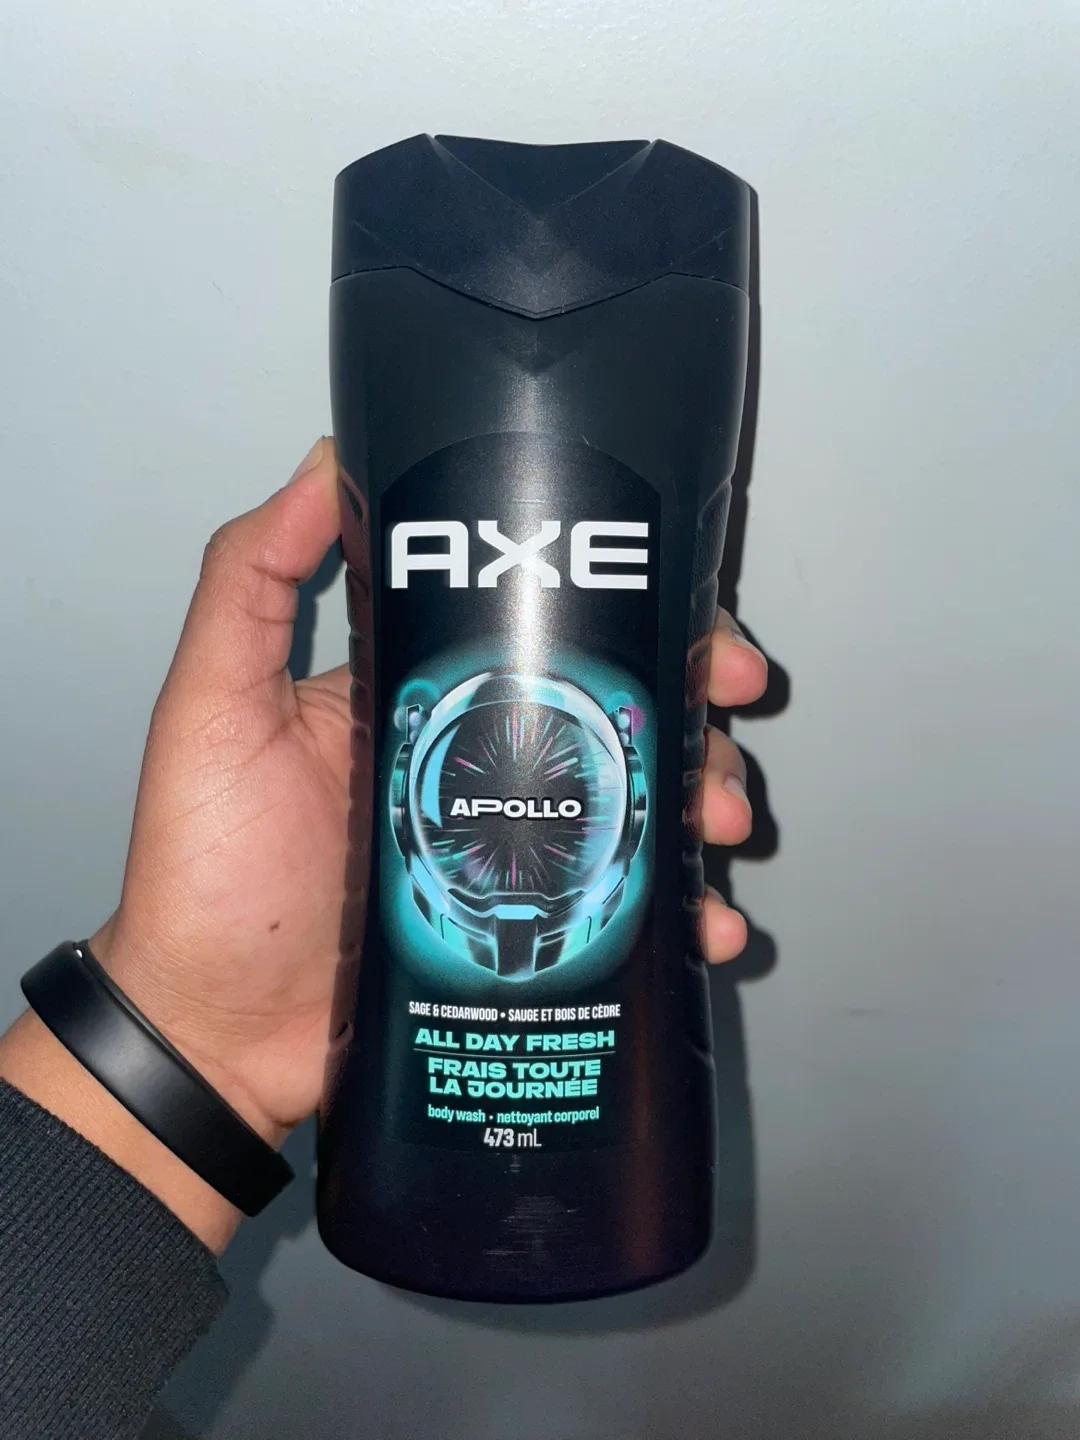 AXE
APOLLO
SAGE & CEDARWOOD • SAUGE ET BOIS DE CÈDRE
ALL DAY FRESH
FRAIS TOUTE
LA JOURNÉE
body wash • nettoyant corporel
473 mL